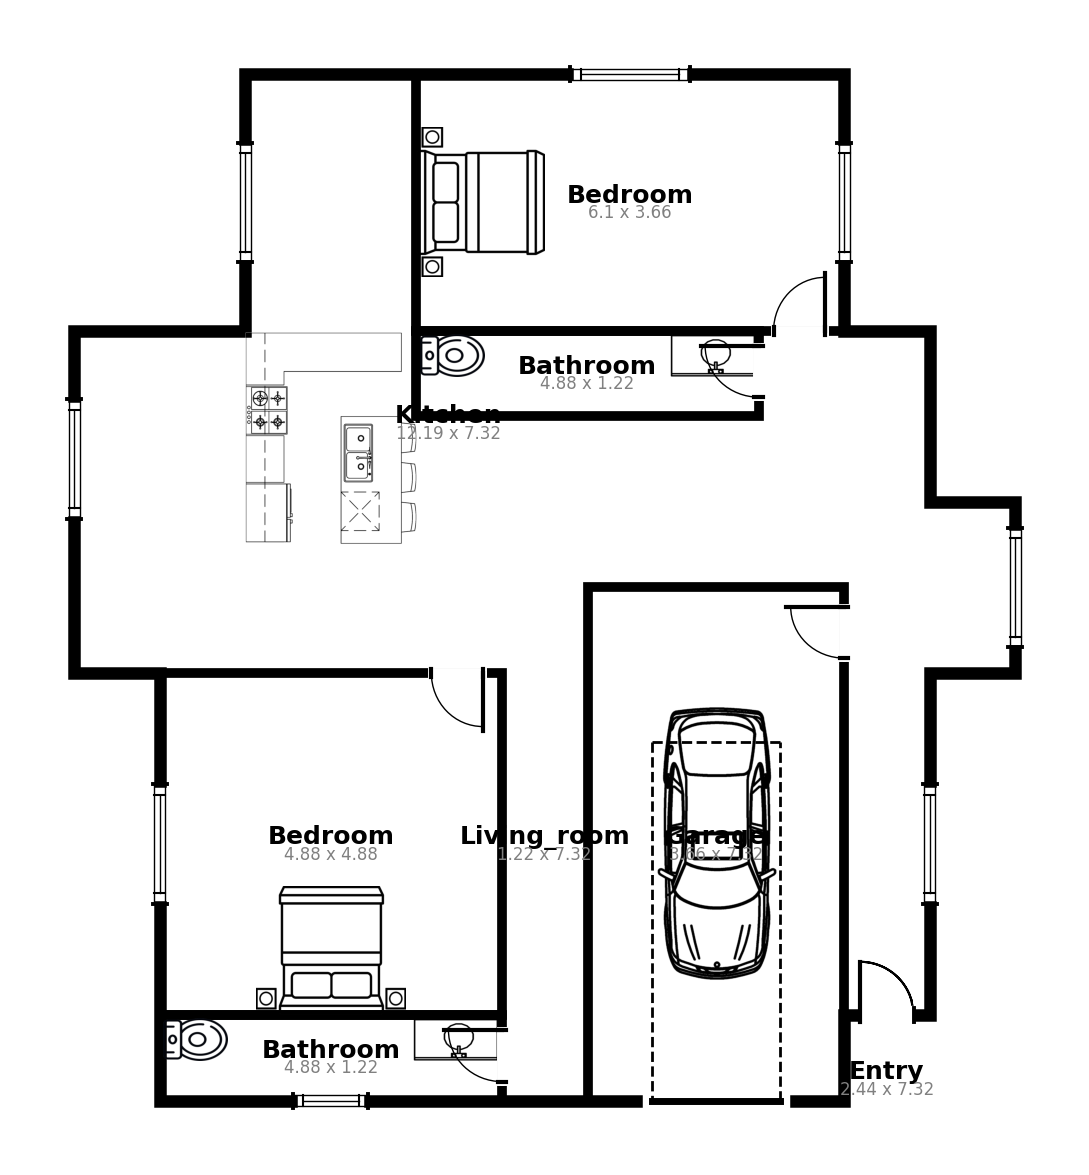 Bedroom
6.1 x 3.66
Bathroom
4.88 x 1.22
Kitchen
12.19 x 7.32
Bedroom
4.88 x 4.88
Living_room
1.22 x 7.32
Garage
3.66 x 7.32
Bathroom
4.88 x 1.22
Entry
2.44 x 7.32